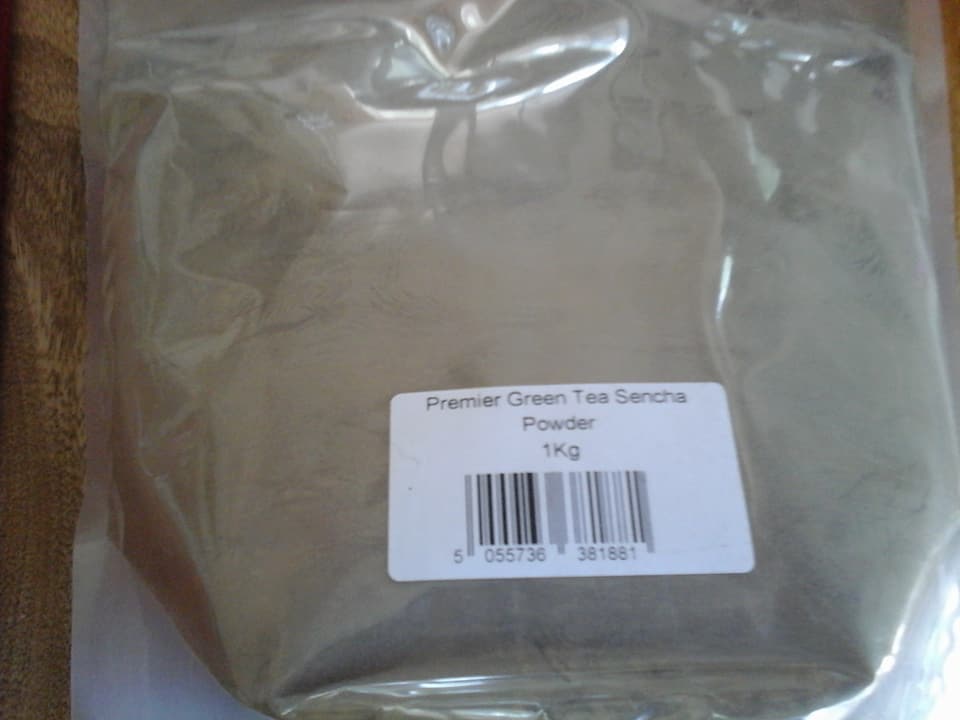 Premier Green Tea Sencha
Powder
1Kg
5 055736 381881